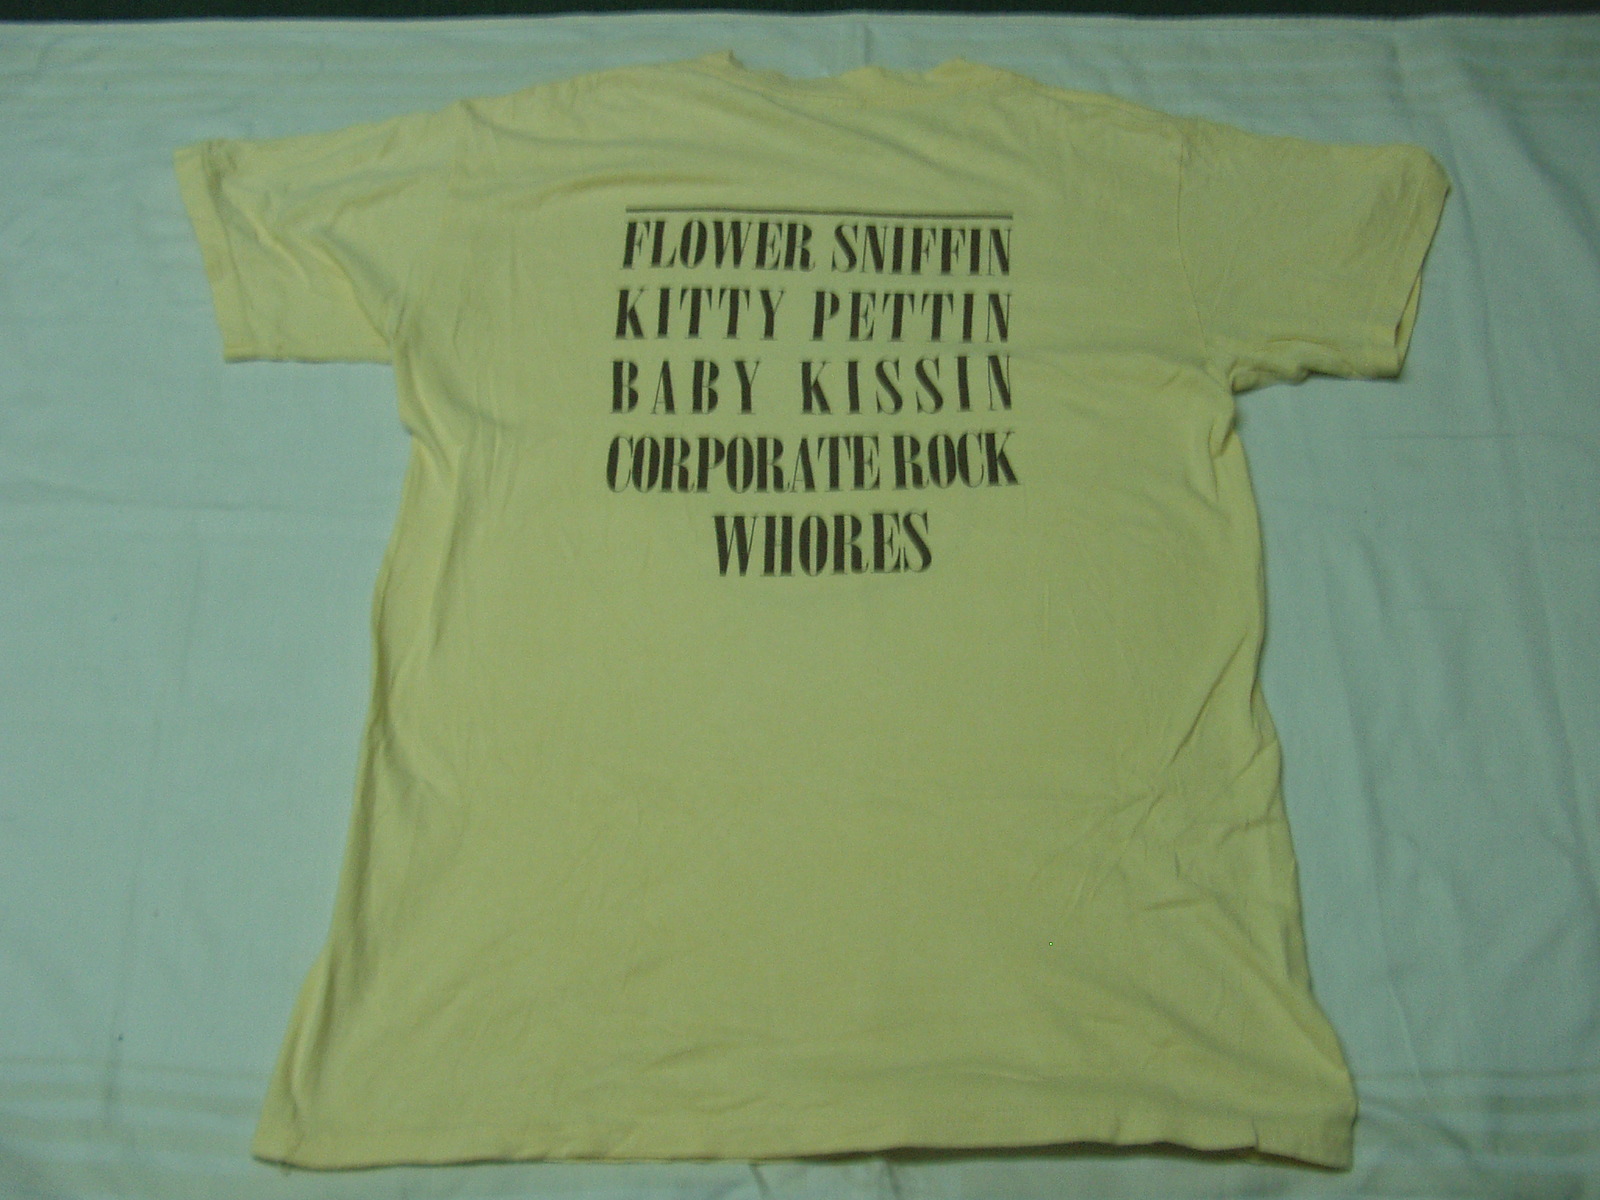 FLOWER SNIFFIN
KITTY PETTIN
BABY KISSIN
CORPORATE ROCK
WHORES